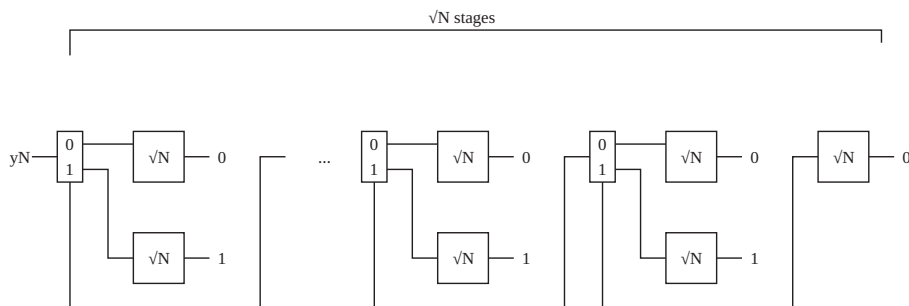 √N stages
0 0 0
yN √N 0 ... √N 0 √N 0 √N 0
1 1 1
√N 1 √N 1 √N 1